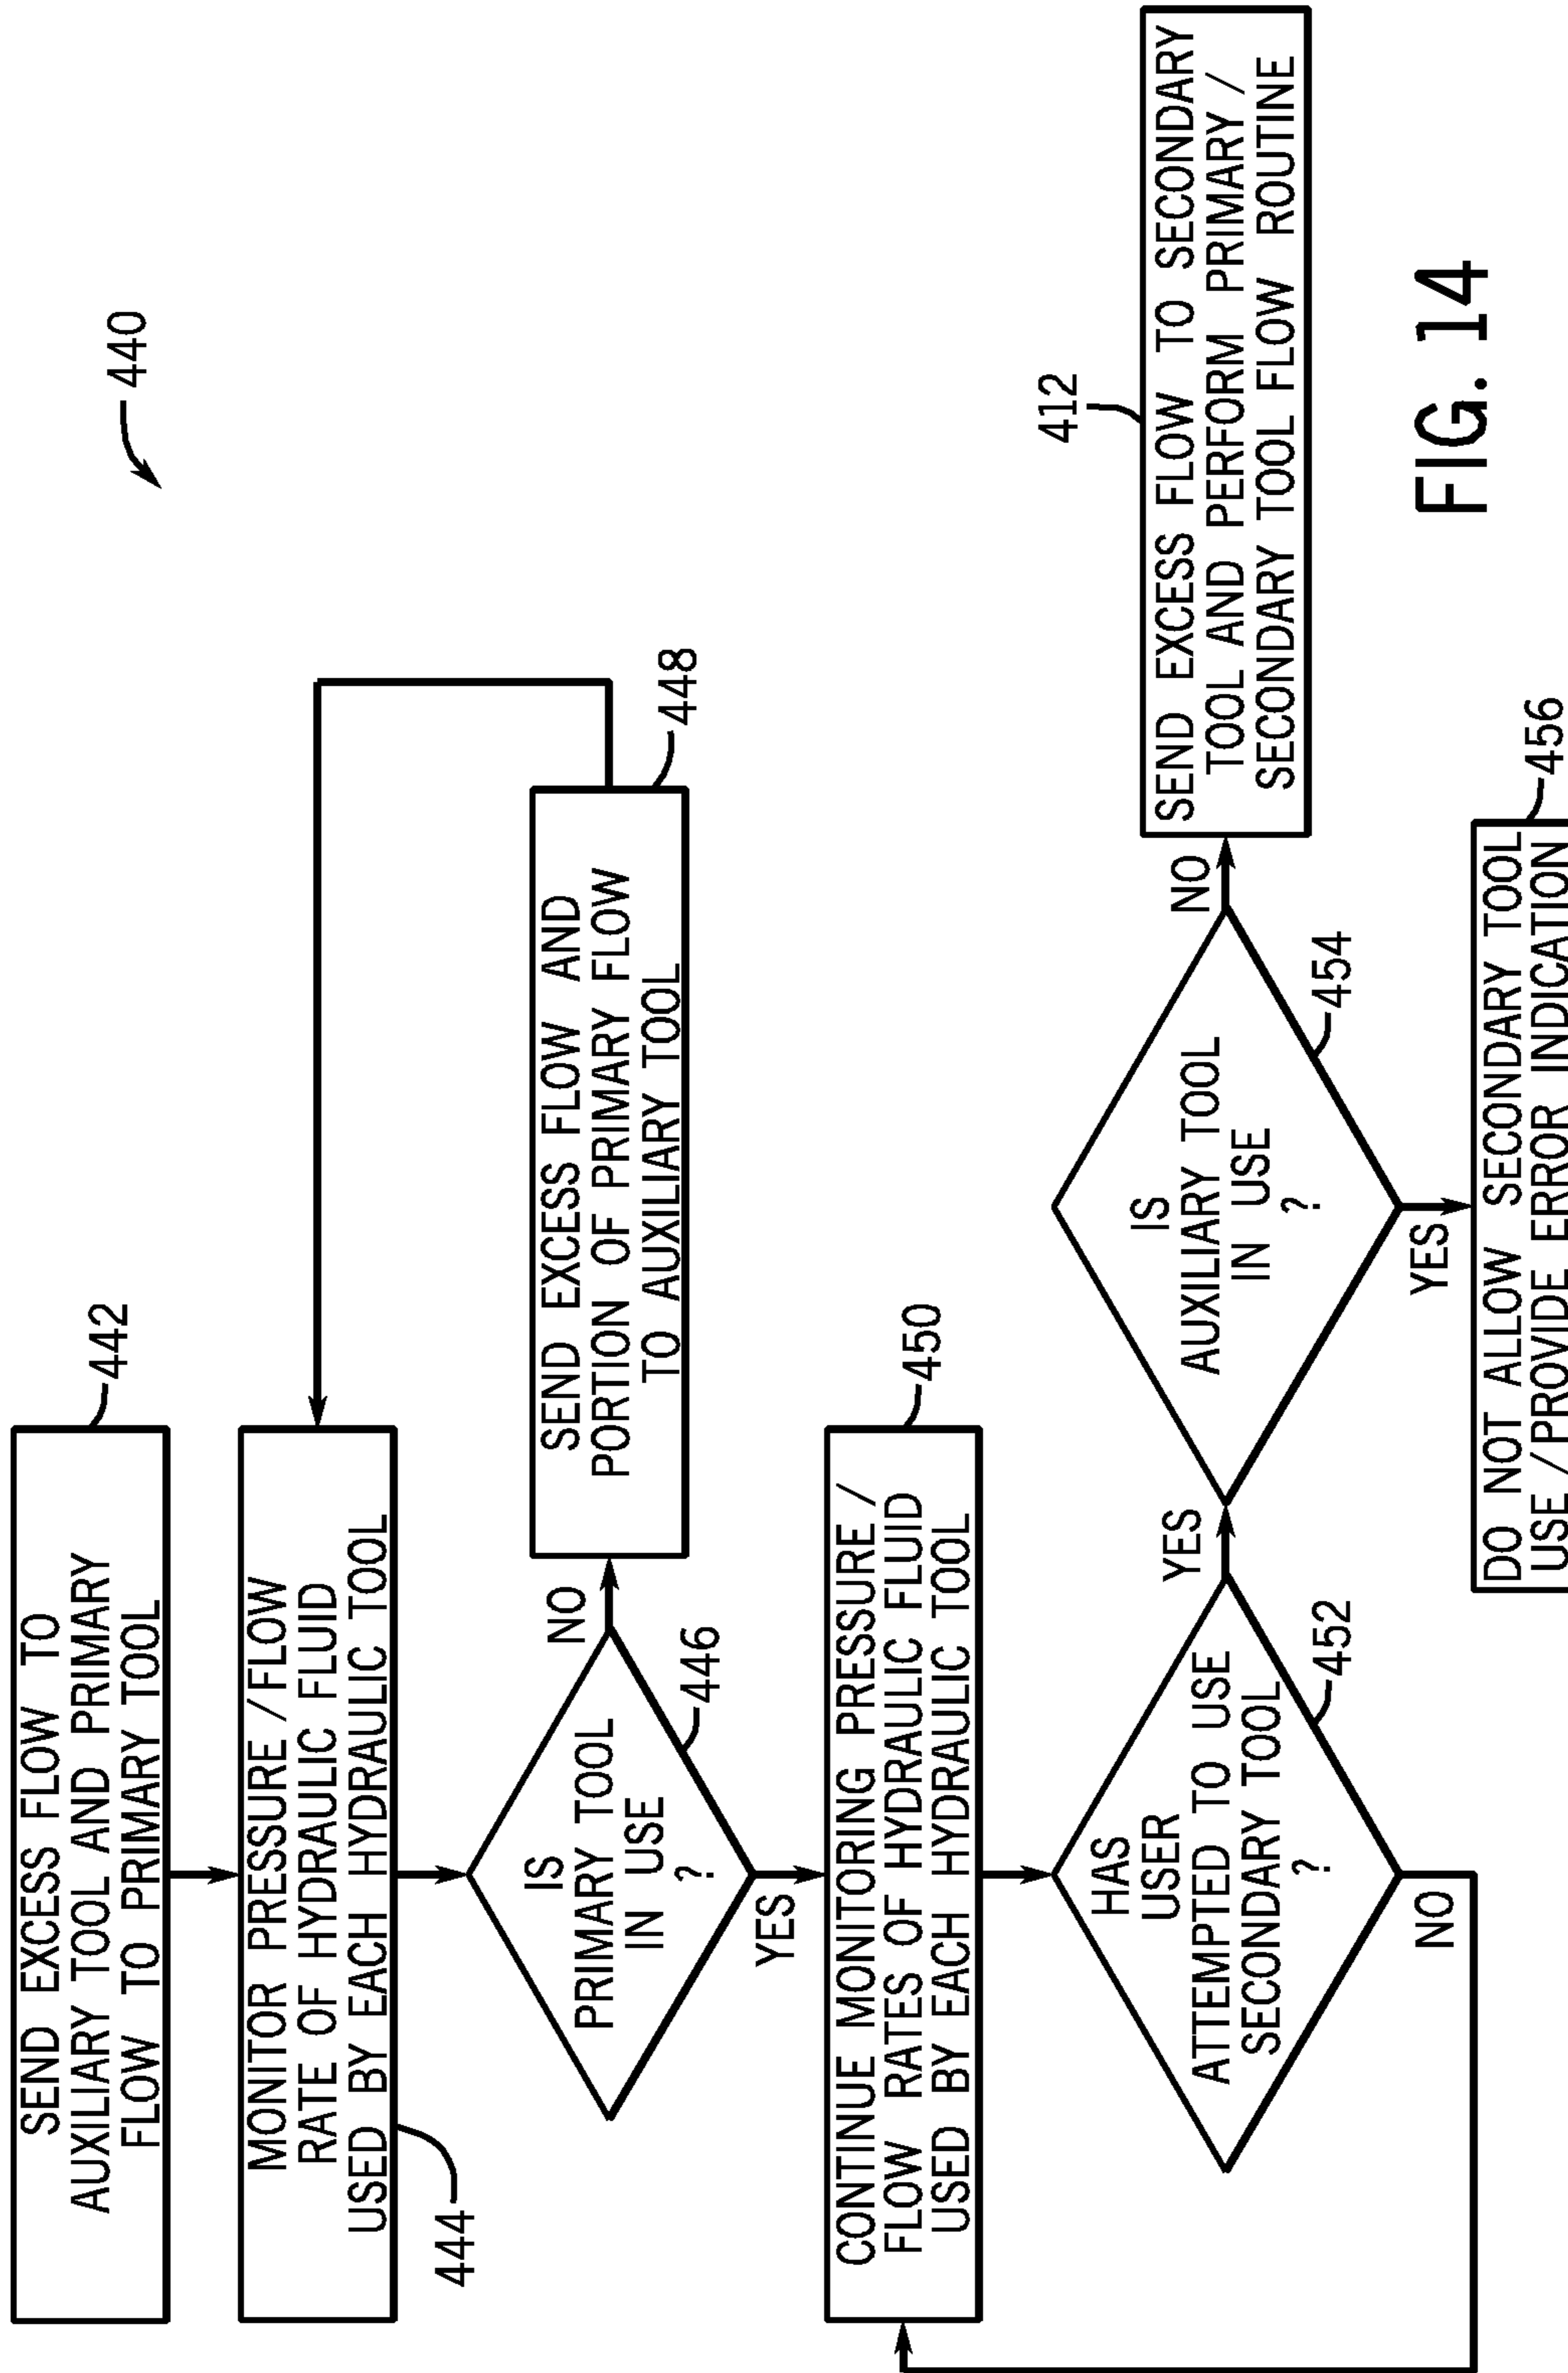 440
SEND EXCESS FLOW TO
AUXILIARY TOOL AND PRIMARY
FLOW TO PRIMARY TOOL
442
MONITOR PRESSURE/FLOW
RATE OF HYDRAULIC FLUID
USED BY EACH HYDRAULIC TOOL
444
IS
PRIMARY TOOL
IN USE
?
446
NO
SEND EXCESS FLOW AND
PORTION OF PRIMARY FLOW
TO AUXILIARY TOOL
448
YES
CONTINUE MONITORING PRESSURE/
FLOW RATES OF HYDRAULIC FLUID
USED BY EACH HYDRAULIC TOOL
450
HAS
USER
ATTEMPTED TO USE
SECONDARY TOOL
?
452
NO
YES
IS
AUXILIARY TOOL
IN USE
?
454
NO
SEND EXCESS FLOW TO SECONDARY
TOOL AND PERFORM PRIMARY/
SECONDARY TOOL FLOW ROUTINE
412
YES
DO NOT ALLOW SECONDARY TOOL
USE/PROVIDE ERROR INDICATION
456
FIG. 14